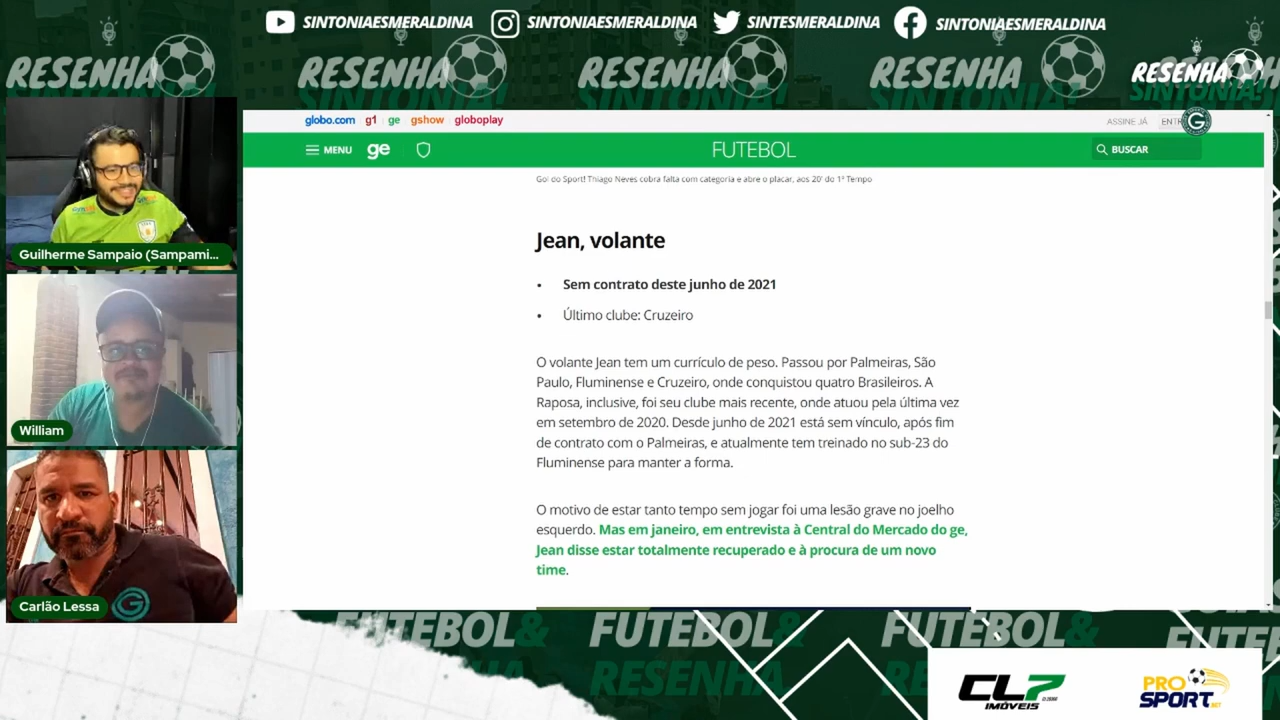 SINTONIAESMERALDINA
SINTONIAESMERALDINA
SINTESMERALDINA
SINTONIAESMERALDINA
RESENHA
RESENHA
RESENHA
RESENHA
RESENHA
SINTONIA!
globo.com g1 ge gshow globoplay
ASSINE JÁ
MENU ge
FUTEBOL
BUSCAR
Gol do Sport! Thiago Neves cobra falta com categoria e abre o placar, aos 20' do 1º Tempo
Jean, volante
• Sem contrato deste junho de 2021
• Último clube: Cruzeiro
O volante Jean tem um currículo de peso. Passou por Palmeiras, São
Paulo, Fluminense e Cruzeiro, onde conquistou quatro Brasileiros. A
Raposa, inclusive, foi seu clube mais recente, onde atuou pela última vez
em setembro de 2020. Desde junho de 2021 está sem vínculo, após fim
de contrato com o Palmeiras, e atualmente tem treinado no sub-23 do
Fluminense para manter a forma.
O motivo de estar tanto tempo sem jogar foi uma lesão grave no joelho
esquerdo. Mas em janeiro, em entrevista à Central do Mercado do ge,
Jean disse estar totalmente recuperado e à procura de um novo
time.
Guilherme Sampaio (Sampami...
William
Carlão Lessa
FUTEBOL&
FUTEBOL&
FUTEBOL&
RESENHA
CL7
IMÓVEIS
PRO
SPORT